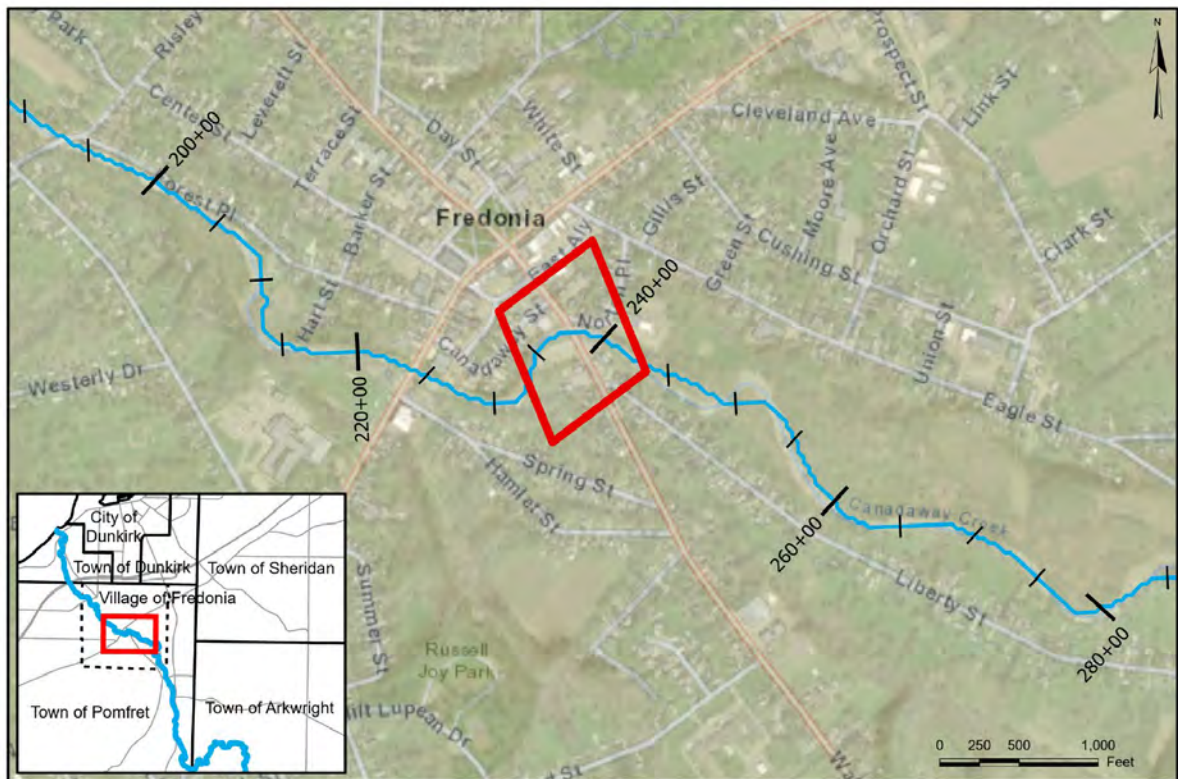 Park
Risley
Prospect St
Link St
N
Center St
Leverett St
Terrace St
Day St
White St
Cleveland Ave
Moore Ave
Orchard St
200+00
Forest Pl
Barker St
Fredonia
East Aly
Gillis St
Green St
Cushing St
Clark St
Hart St
Canadaway St
240+00
Union St
Westerly Dr
220+00
Eagle St
Spring St
Hamlet St
260+00
Canadaway Creek
Liberty St
280+00
Summer St
Russell
Joy Park
Lupean Dr
City of
Dunkirk
Town of Dunkirk
Town of Sheridan
Village of Fredonia
Town of Pomfret
Town of Arkwright
0 250 500 1,000
Feet